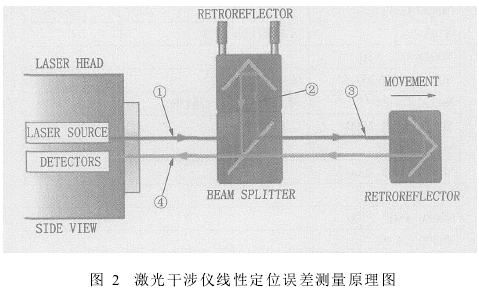 RETROREFLECTOR
LASER HEAD
①
②
③
MOVEMENT
LASER SOURCE
DETECTORS
④
BEAM SPLITTER
RETROREFLECTOR
SIDE VIEW
图 2 激光干涉仪线性定位误差测量原理图